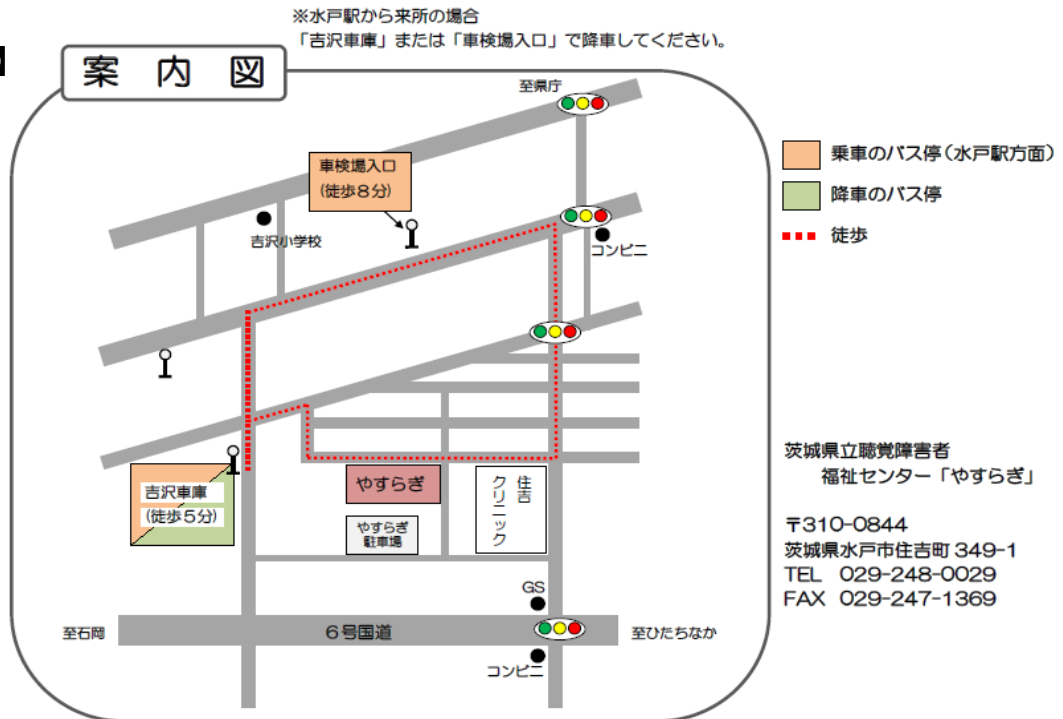 ※水戸駅から来所の場合
「吉沢車庫」または「車検場入口」で降車してください。
案 内 図
至県庁
車検場入口
(徒歩8分)
吉沢小学校
コンビニ
乗車のバス停(水戸駅方面)
降車のバス停
徒歩
吉沢車庫
(徒歩5分)
やすらぎ
やすらぎ
駐車場
住吉
クリニック
GS
至石岡
6号国道
至ひたちなか
コンビニ
茨城県立聴覚障害者
福祉センター「やすらぎ」
〒310-0844
茨城県水戸市住吉町 349-1
TEL 029-248-0029
FAX 029-247-1369